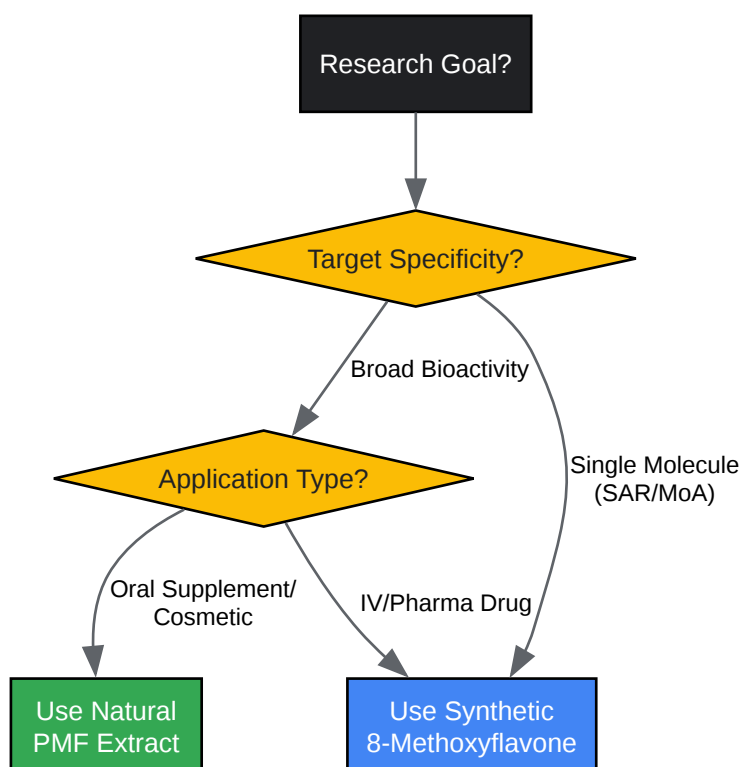 Research Goal?
Target Specificity?
Broad Bioactivity
Application Type?
Single Molecule
(SAR/MoA)
Oral Supplement/
Cosmetic
IV/Pharma Drug
Use Natural
PMF Extract
Use Synthetic
8-Methoxyflavone